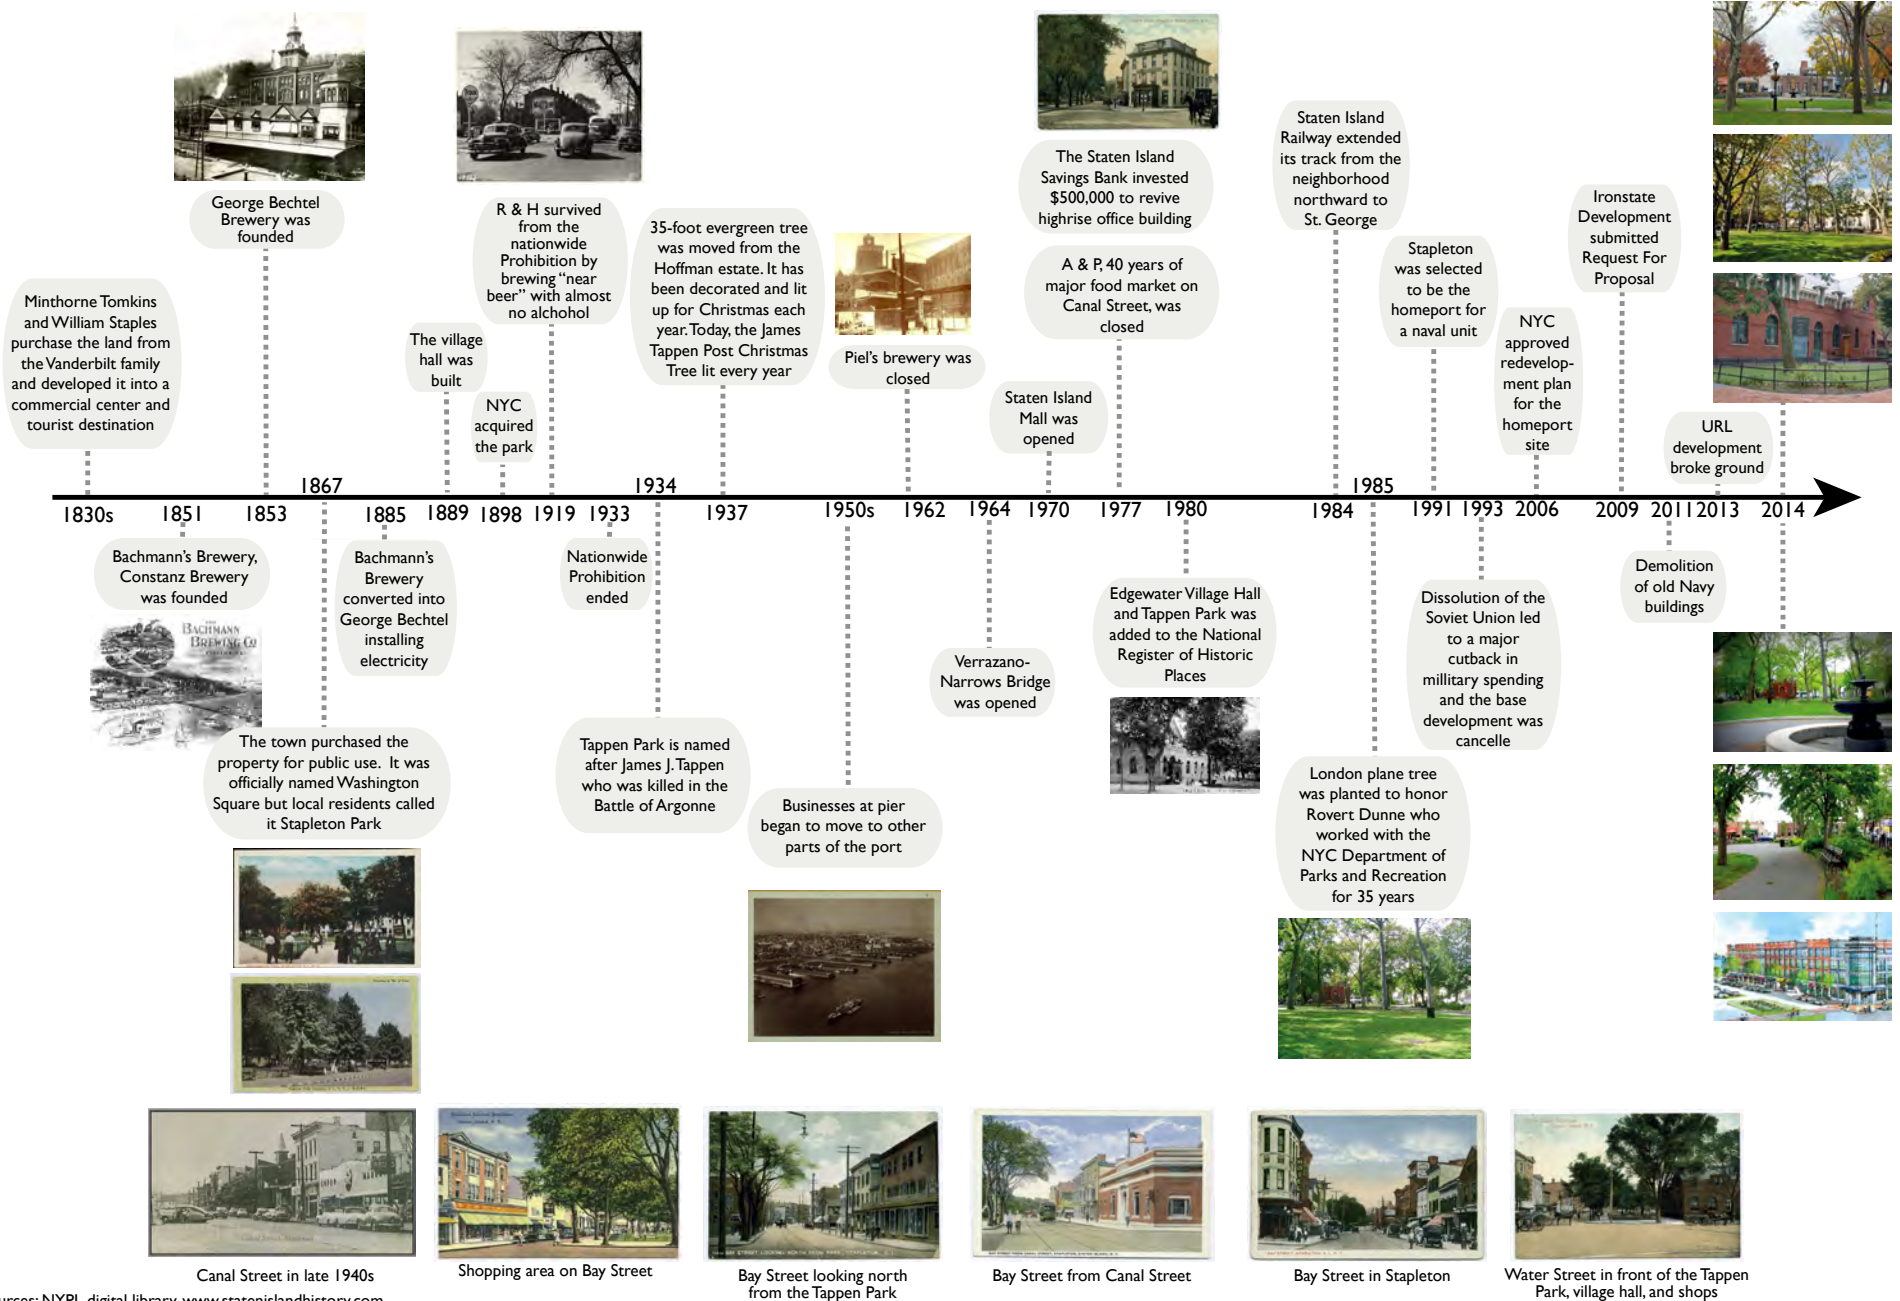 George Bechtel
Brewery was
founded
R & H survived
from the
nationwide
Prohibition by
brewing “near
beer” with almost
no alchohol
35-foot evergreen tree
was moved from the
Hoffman estate. It has
been decorated and lit
up for Christmas each
year. Today, the James
Tappen Post Christmas
Tree lit every year
The Staten Island
Savings Bank invested
$500,000 to revive
highrise office building
A & P, 40 years of
major food market on
Canal Street, was
closed
Staten Island
Railway extended
its track from the
neighborhood
northward to
St. George
Ironstate
Development
submitted
Request For
Proposal
Stapleton
was selected
to be the
homeport for
a naval unit
Minthorne Tomkins
and William Staples
purchase the land from
the Vanderbilt family
and developed it into a
commercial center and
tourist destination
The village
hall was
built
NYC
acquired
the park
Piel’s brewery was
closed
Staten Island
Mall was
opened
NYC
approved
redevelop-
ment plan
for the
homeport
site
URL
development
broke ground
1867
1934
1985
1830s
1851
1853
1885
1889
1898
1919
1933
1937
1950s
1962
1964
1970
1977
1980
1984
1991
1993
2006
2009
2011
2013
2014
Bachmann’s Brewery,
Constanz Brewery
was founded
Bachmann’s
Brewery
converted into
George Bechtel
installing
electricity
Nationwide
Prohibition
ended
Edgewater Village Hall
and Tappen Park was
added to the National
Register of Historic
Places
Dissolution of the
Soviet Union led
to a major
cutback in
millitary spending
and the base
development was
cancelle
Demolition
of old Navy
buildings
BACHMANN
BREWING CO
Verrazano-
Narrows Bridge
was opened
The town purchased the
property for public use. It was
officially named Washington
Square but local residents called
it Stapleton Park
Tappen Park is named
after James J. Tappen
who was killed in the
Battle of Argonne
Businesses at pier
began to move to other
parts of the port
London plane tree
was planted to honor
Rovert Dunne who
worked with the
NYC Department of
Parks and Recreation
for 35 years
Canal Street in late 1940s
Shopping area on Bay Street
Bay Street looking north
from the Tappen Park
Bay Street from Canal Street
Bay Street in Stapleton
Water Street in front of the Tappen
Park, village hall, and shops
NYPL digital library, www.statenislandhistory.com